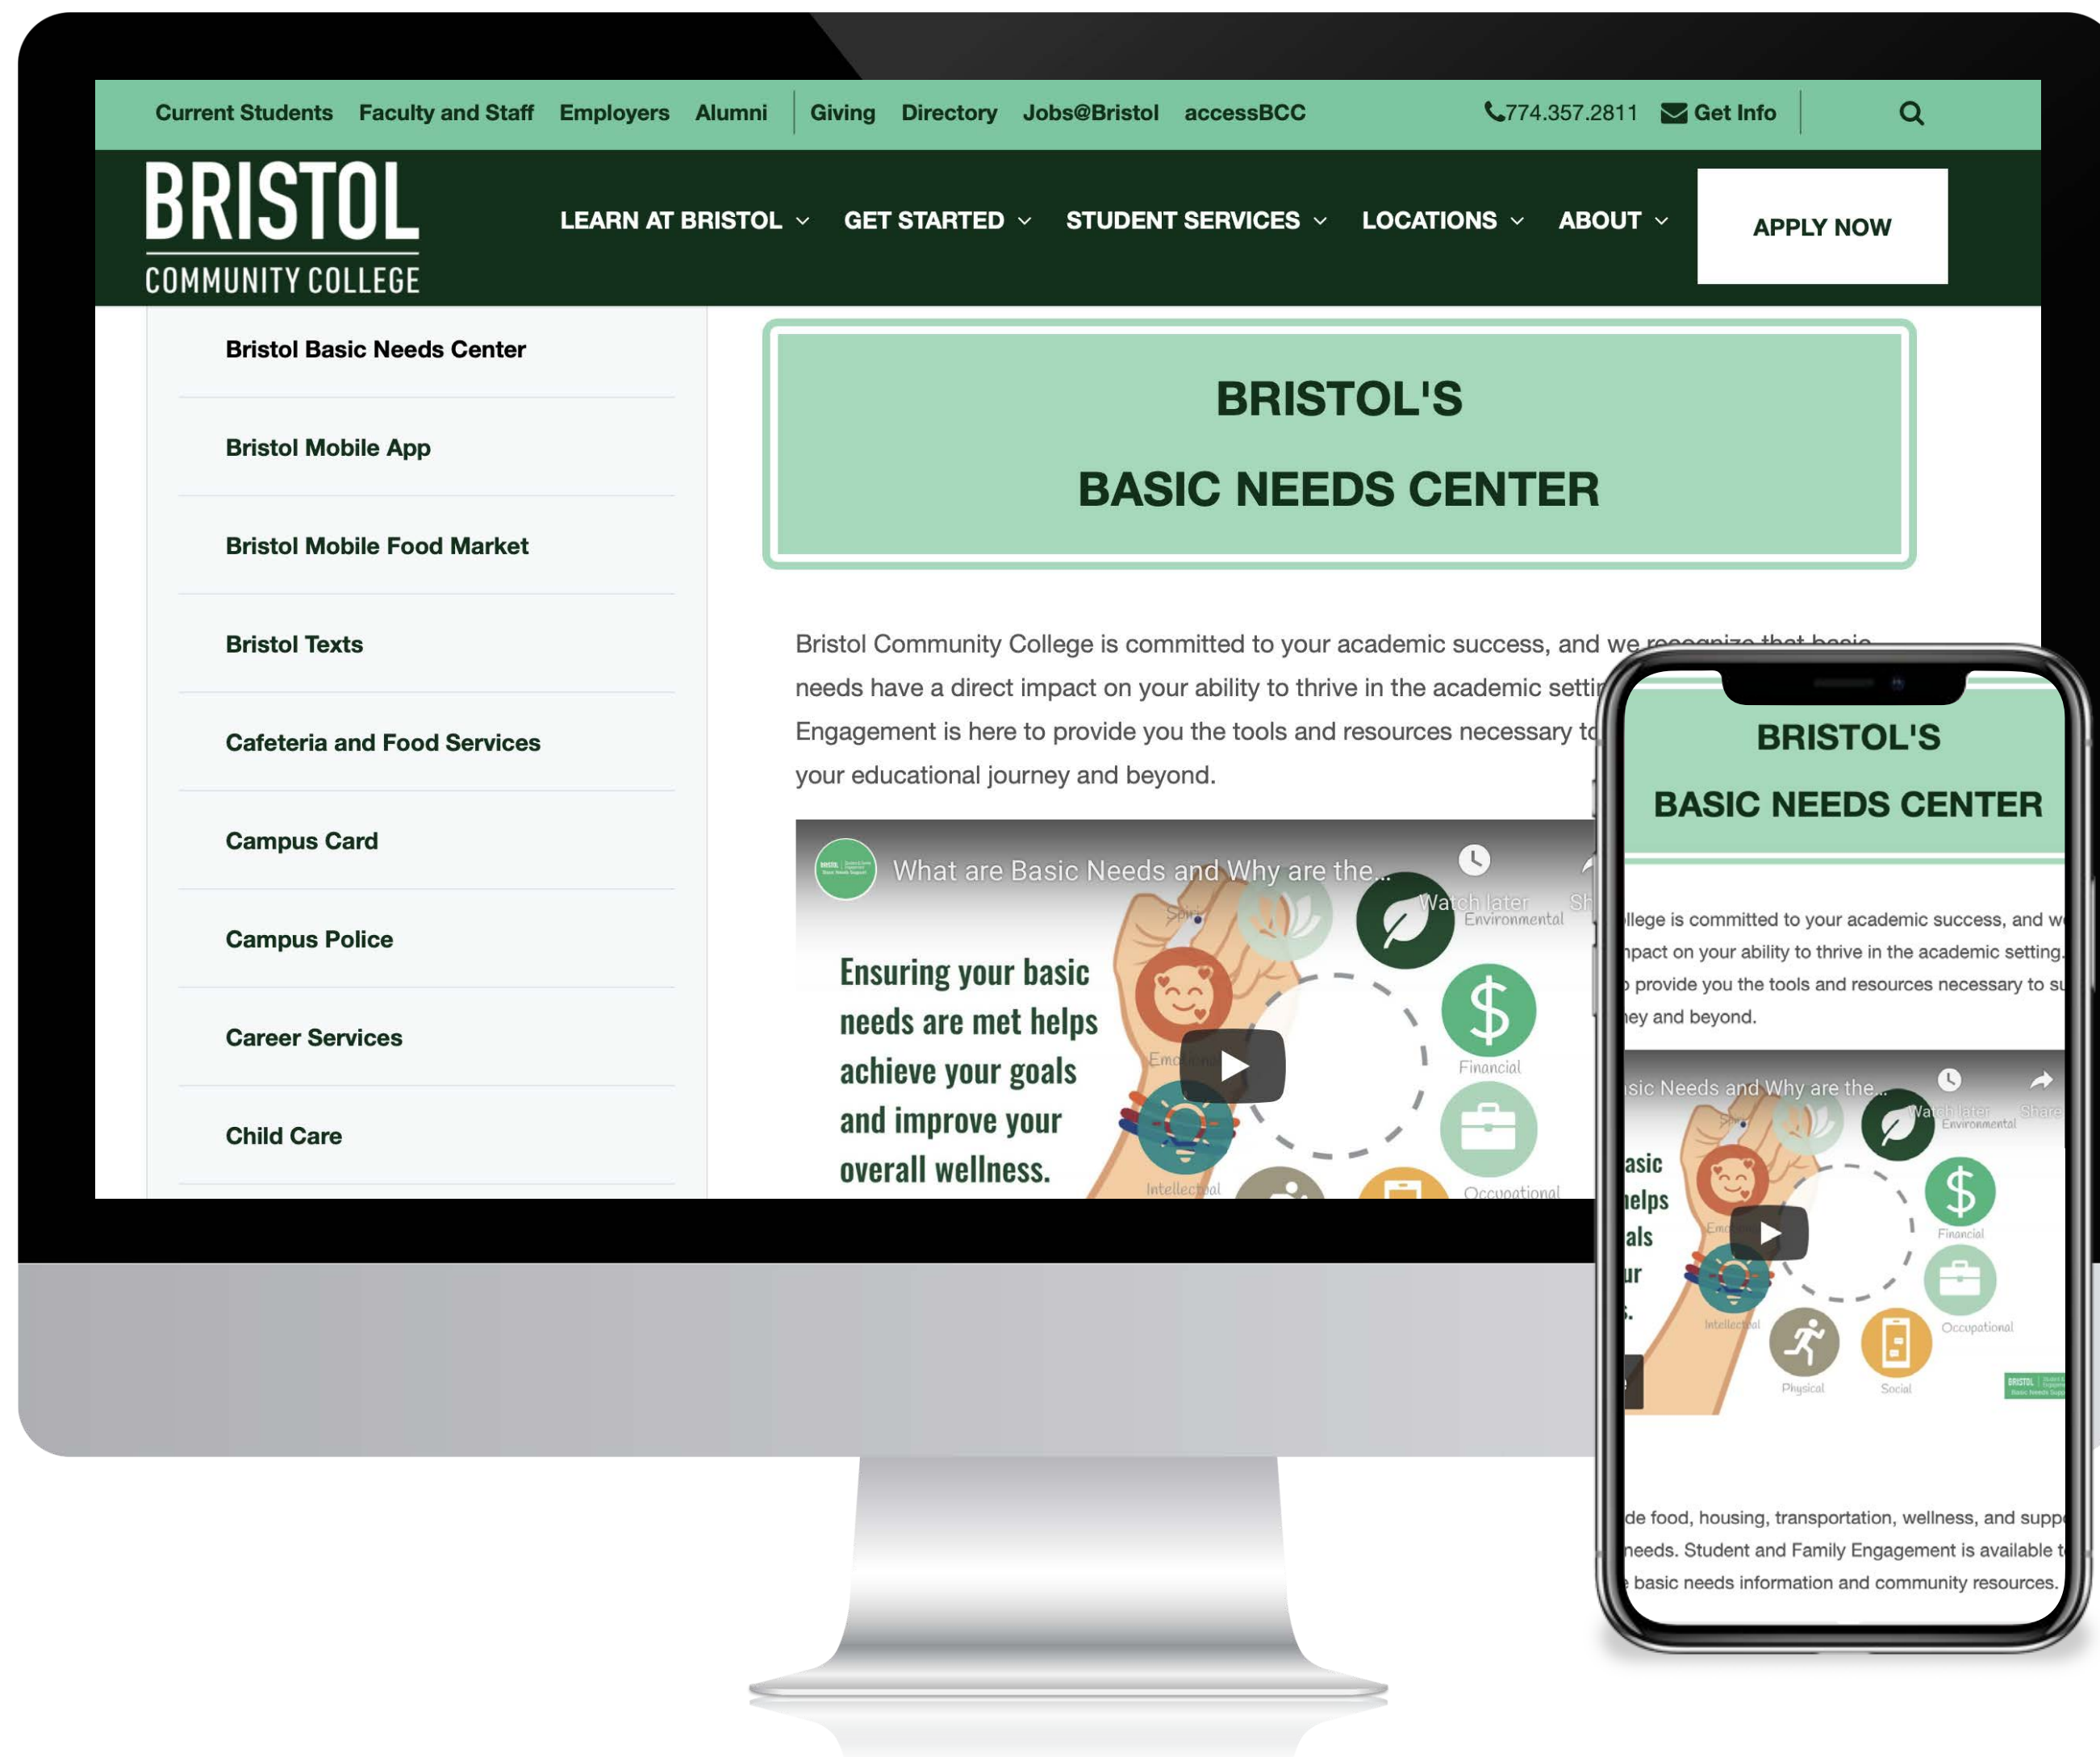 Current Students Faculty and Staff Employers Alumni Giving Directory Jobs@Bristol accessBCC 774.357.2811 Get Info
BRISTOL
COMMUNITY COLLEGE
LEARN AT BRISTOL GET STARTED STUDENT SERVICES LOCATIONS ABOUT APPLY NOW
Bristol Basic Needs Center
Bristol Mobile App
Bristol Mobile Food Market
Bristol Texts
Cafeteria and Food Services
Campus Card
Campus Police
Career Services
Child Care
BRISTOL'S
BASIC NEEDS CENTER
Bristol Community College is committed to your academic success, and we recognize that basic
needs have a direct impact on your ability to thrive in the academic
Engagement is here to provide you the tools and resources necessary
your educational journey and beyond.
What are Basic Needs and Why are the...
Watch later
Environmental
Ensuring your basic
needs are met helps
achieve your goals
and improve your
overall wellness.
Financial
Intellectual
Occupational
BRISTOL'S
BASIC NEEDS CENTER
is committed to your academic success, and
on your ability to thrive in the academic setting.
provide you the tools and resources necessary to
and beyond.
Needs and Why are the...
Watch later Share
Environmental
Financial
Intellectual
Occupational
Physical
Social
BRISTOL
food, housing, transportation, wellness, and
needs. Student and Family Engagement is available
basic needs information and community resources.